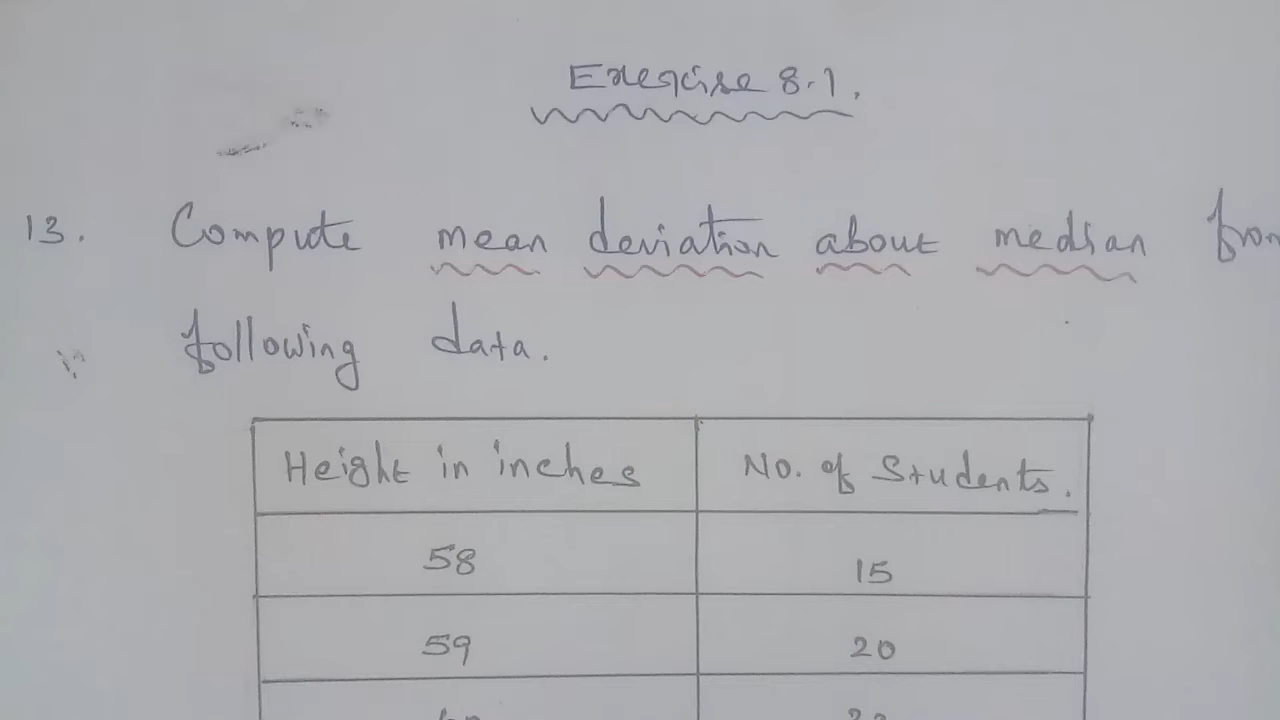 Exercise 8.1.
13. Compute mean deviation about median from
following data.
Height in inches No. of Students.
58 15
59 20